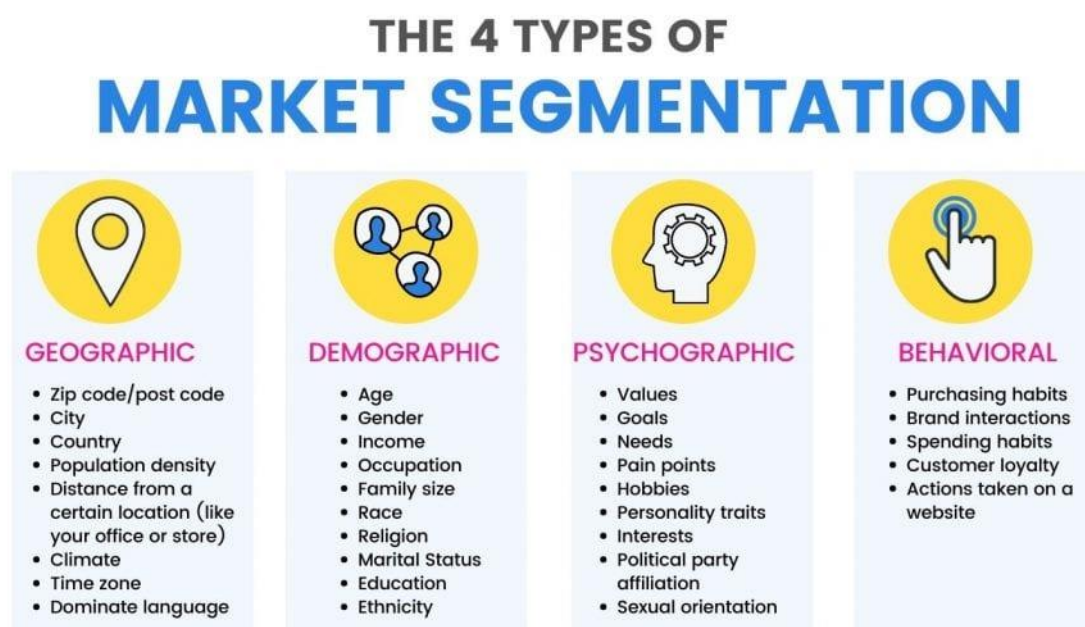 THE 4 TYPES OF
MARKET SEGMENTATION
GEOGRAPHIC
• Zip code/post code
• City
• Country
• Population density
• Distance from a
certain location (like
your office or store)
• Climate
• Time zone
• Dominate language
DEMOGRAPHIC
• Age
• Gender
• Income
• Occupation
• Family size
• Race
• Religion
• Marital Status
• Education
• Ethnicity
PSYCHOGRAPHIC
• Values
• Goals
• Needs
• Pain points
• Hobbies
• Personality traits
• Interests
• Political party
affiliation
• Sexual orientation
BEHAVIORAL
• Purchasing habits
• Brand interactions
• Spending habits
• Customer loyalty
• Actions taken on a
website